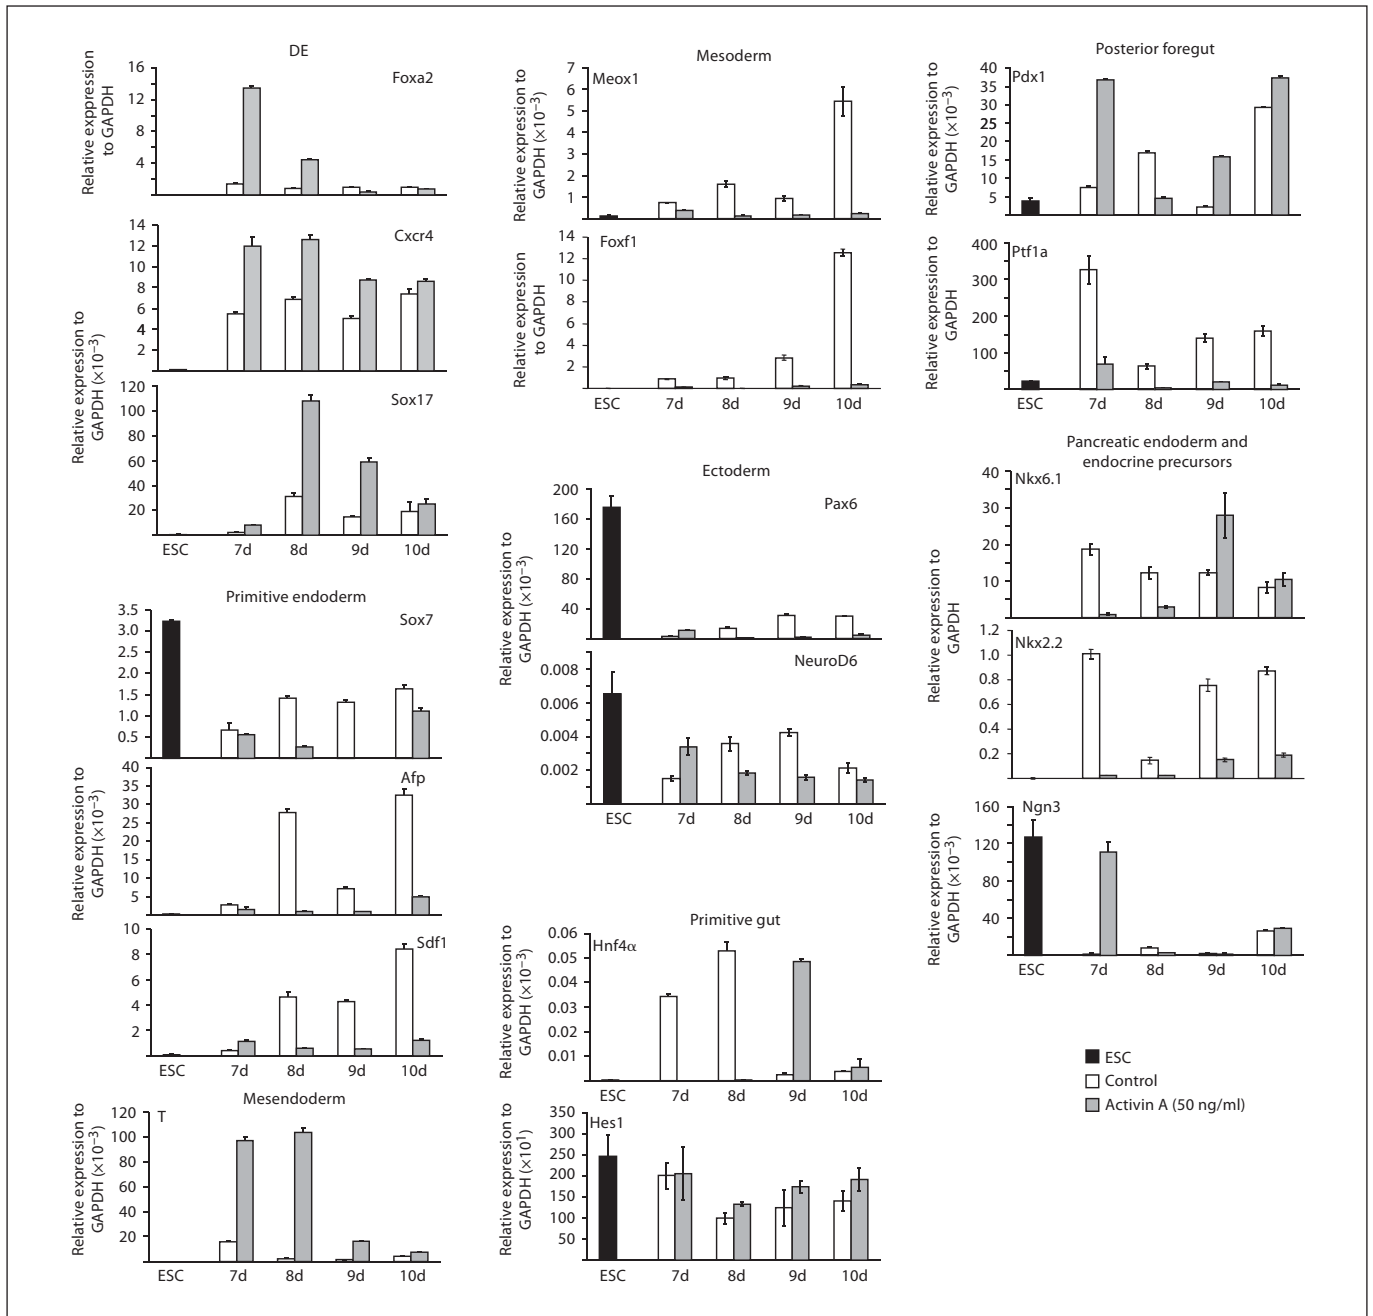 DE
Foxa2
Relative exppression
to GAPDH
16
12
8
4
Cxcr4
14
12
10
8
6
4
2
Relative expression to
GAPDH (×10−3)
Sox17
120
100
80
60
40
20
ESC 7d 8d 9d 10d
Primitive endoderm
Sox7
3.5
3.0
2.5
2.0
1.5
1.0
0.5
Afp
40
35
30
25
20
15
10
5
Relative expression to
GAPDH (×10−3)
Sdf1
10
8
6
4
2
ESC 7d 8d 9d 10d
Mesendoderm
T
Relative expression to
GAPDH (×10−3)
120
100
80
60
40
20
ESC 7d 8d 9d 10d
Mesoderm
Meox1
Relative expression to
GAPDH (×10−3)
7
6
5
4
3
2
1
Foxf1
Relative expression
to GAPDH
14
12
10
8
6
4
2
ESC 7d 8d 9d 10d
Ectoderm
Pax6
200
160
120
80
40
Relative expression to
GAPDH (×10−3)
NeuroD6
0.008
0.006
0.004
0.002
ESC 7d 8d 9d 10d
Primitive gut
Hnf4α
Relative expression to
GAPDH (×10−3)
0.06
0.05
0.04
0.03
0.02
0.01
ESC 7d 8d 9d 10d
Hes1
Relative expression to
GAPDH (×101)
350
300
250
200
150
100
50
ESC 7d 8d 9d 10d
Posterior foregut
Pdx1
Relative expression to
GAPDH (×10−3)
40
35
30
25
20
15
10
5
Ptf1a
Relative expression to
GAPDH
400
300
200
100
ESC 7d 8d 9d 10d
Pancreatic endoderm and
endocrine precursors
Nkx6.1
40
30
20
10
Relative expression to
GAPDH
Nkx2.2
1.2
1.0
0.8
0.6
0.4
0.2
Ngn3
Relative expression to
GAPDH (×10−3)
160
120
80
40
ESC 7d 8d 9d 10d
ESC
Control
Activin A (50 ng/ml)